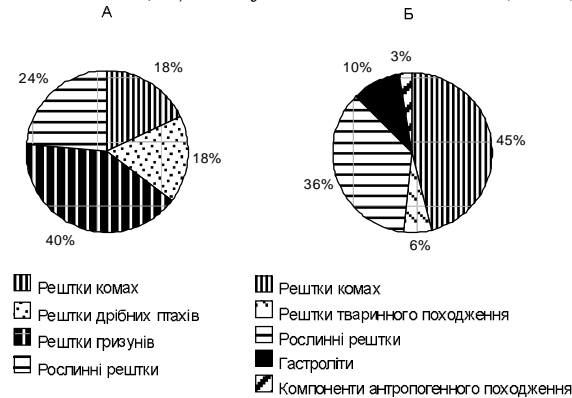 А
Б
18%
18%
40%
24%
3%
45%
6%
36%
10%
Рештки комах
Рештки дрібних птахів
Рештки гризунів
Рослинні рештки
Рештки комах
Рештки тваринного походження
Рослинні рештки
Гастроліти
Компоненти антропогенного походження